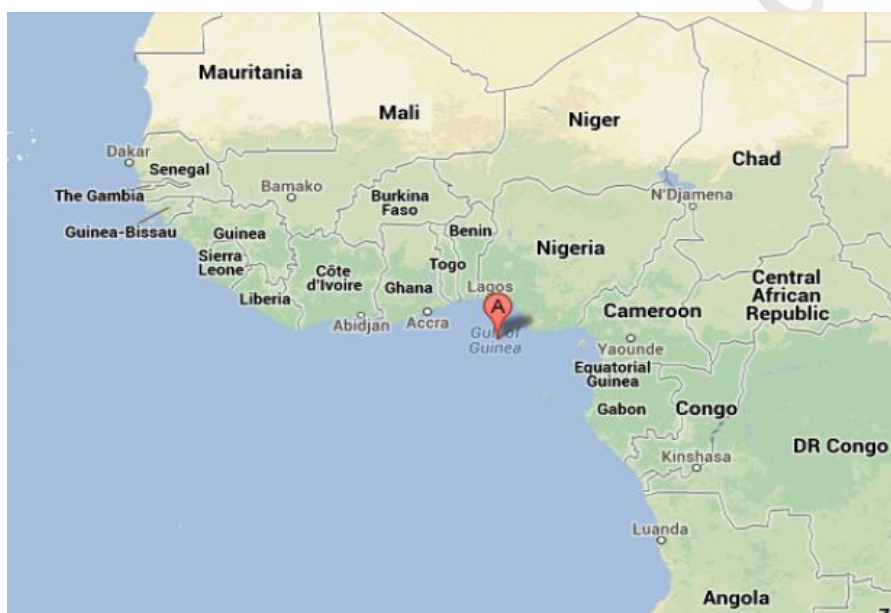 Mauritania
Mali
Niger
Chad
Dakar
Senegal
The Gambia
Bamako
Burkina
Faso
N'Djamena
Guinea-Bissau
Guinea
Benin
Nigeria
Sierra
Leone
Côte
d'Ivoire
Togo
Ghana
Lagos
Central
African
Republic
Liberia
A
Cameroon
Abidjan
Accra
Gulf of
Guinea
Yaounde
Equatorial
Guinea
Gabon
Congo
DR Congo
Kinshasa
Luanda
Angola